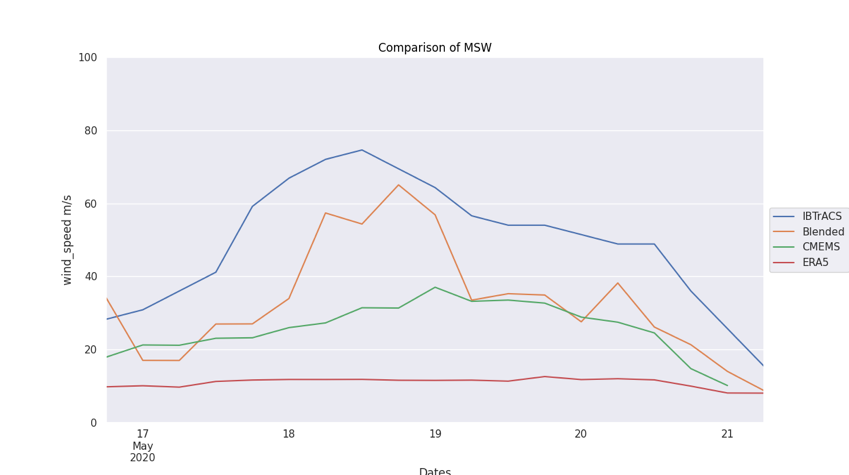 Comparison of MSW
100
80
60
40
20
0
wind_speed m/s
17
May
2020
18
19
20
21
Dates
IBTrACS
Blended
CMEMS
ERA5